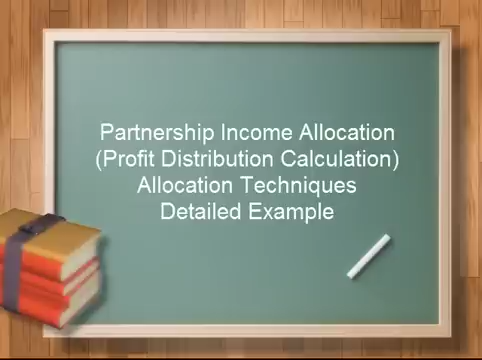 Partnership Income Allocation
(Profit Distribution Calculation)
Allocation Techniques
Detailed Example